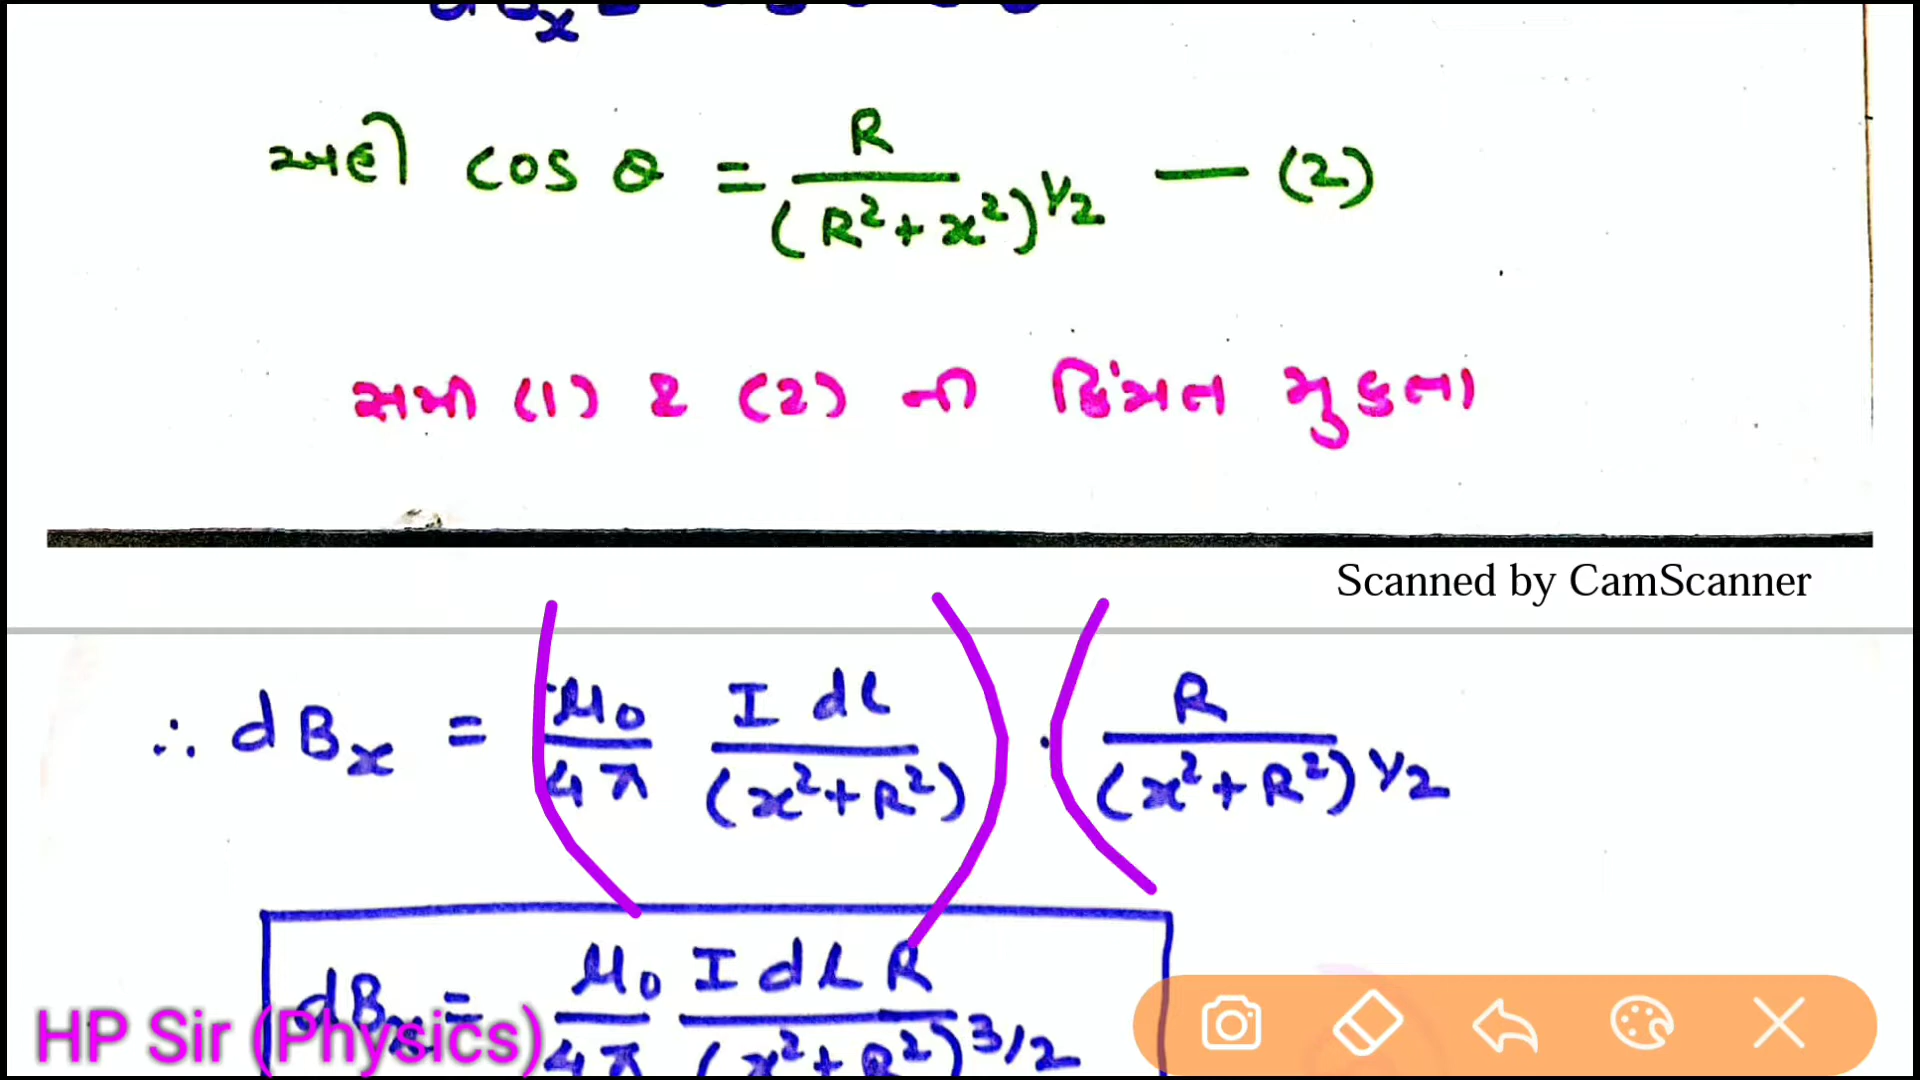 અહીં cos θ = R / (R²+x²)^1/2 — (2)
સમી (1) & (2) ની કિંમત મુકતા
Scanned by CamScanner
∴ dBx = μ0/4π I dl/(x²+R²) · R/(x²+R²)^1/2
dBx = μ0/4π I dl R/(x²+R²)^3/2
HP Sir (Physics)